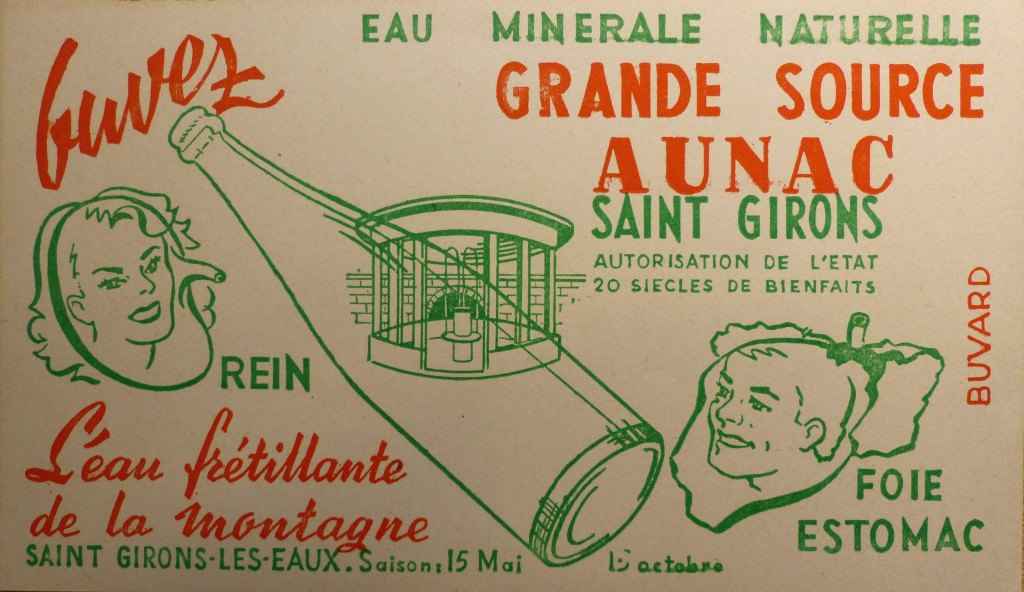 buvez
EAU MINERALE NATURELLE
GRANDE SOURCE
AUNAC
SAINT GIRONS
AUTORISATION DE L'ETAT
20 SIECLES DE BIENFAITS
BUVARD
REIN
L'eau frétillante
de la montagne
FOIE
ESTOMAC
SAINT GIRONS-LES-EAUX. Saison: 15 Mai 15 octobre